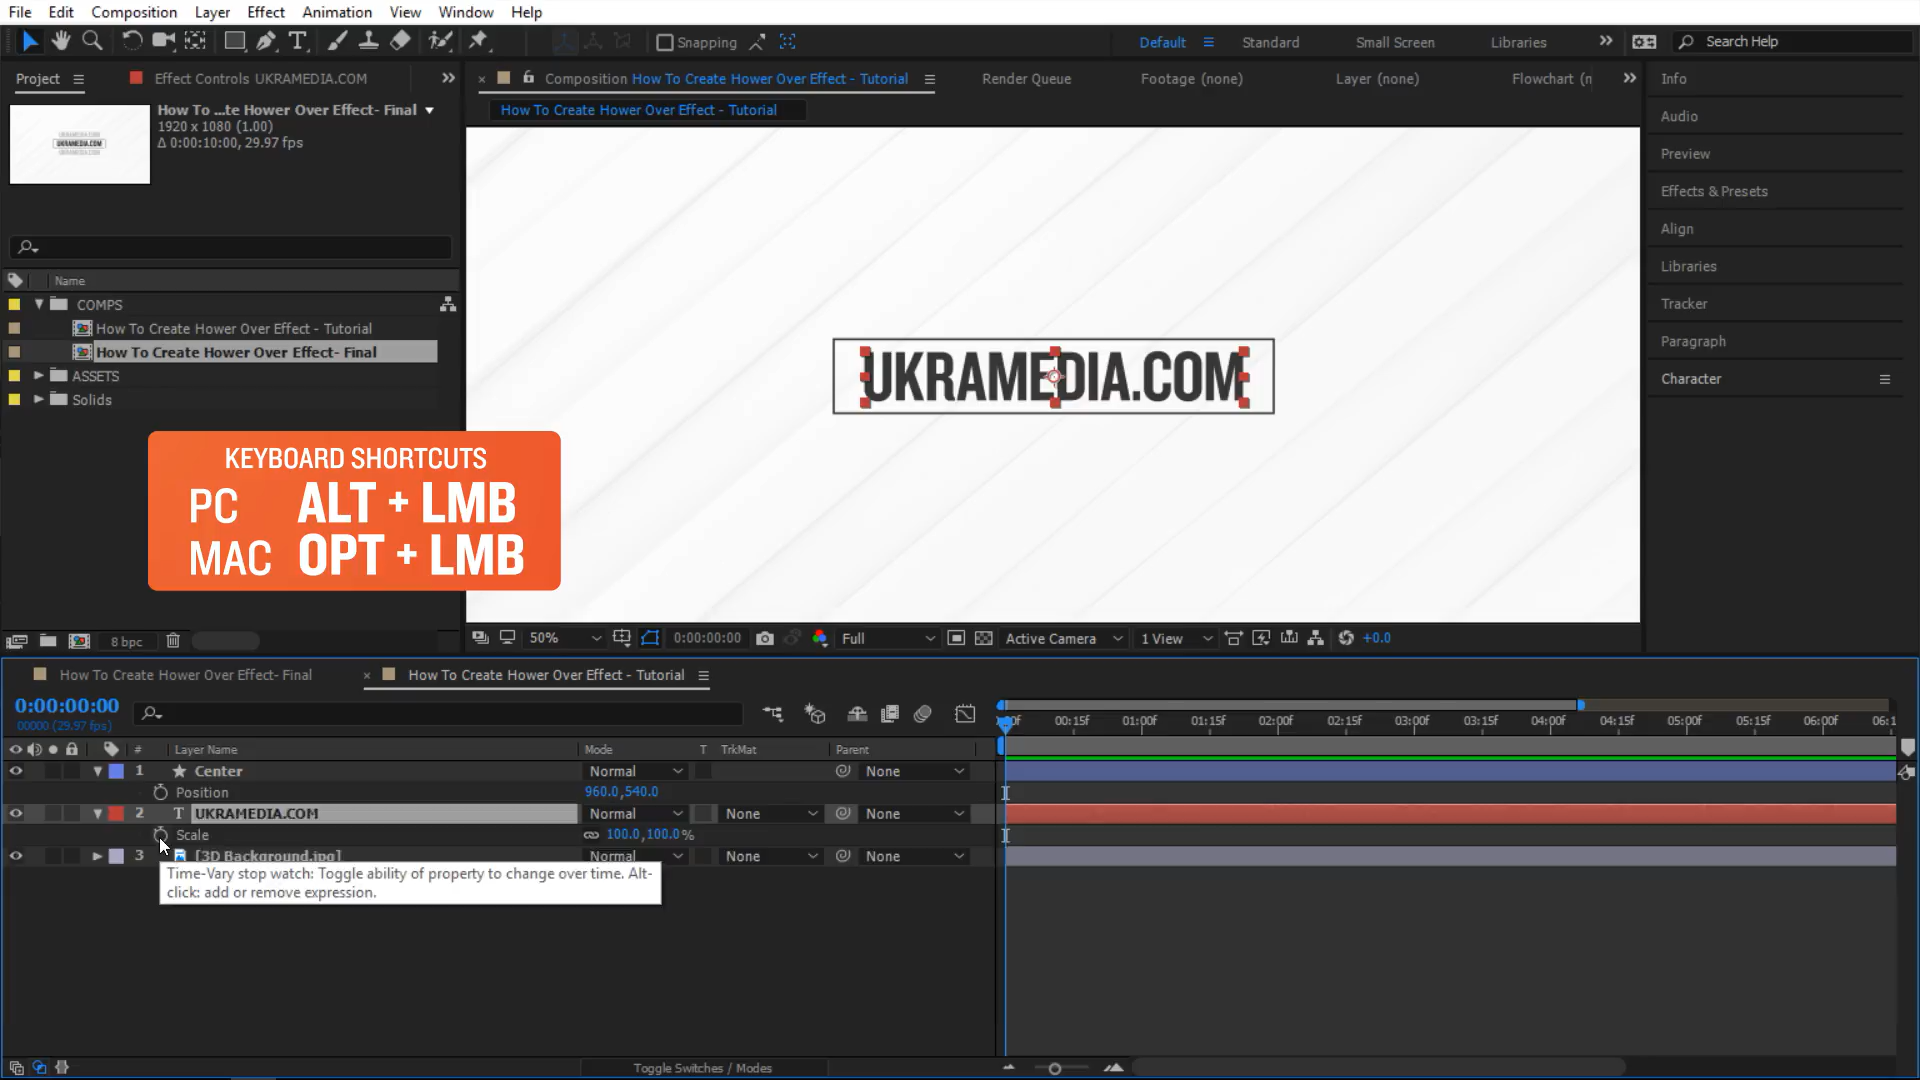 File Edit Composition Layer Effect Animation View Window Help
Snapping
Default Standard Small Screen Libraries Search Help
Project Effect Controls UKRAMEDIA.COM
How To ...te Hower Over Effect- Final
1920 x 1080 (1.00)
Δ 0:00:10:00, 29.97 fps
Composition How To Create Hower Over Effect - Tutorial Render Queue Footage (none) Layer (none) Flowchart (n
How To Create Hower Over Effect - Tutorial
Info
Audio
Preview
Effects & Presets
Align
Libraries
Tracker
Paragraph
Character
Name
COMPS
How To Create Hower Over Effect - Tutorial
How To Create Hower Over Effect- Final
ASSETS
Solids
UKRAMEDIA.COM
KEYBOARD SHORTCUTS
PC ALT + LMB
MAC OPT + LMB
8 bpc
50% 0:00:00:00 Full Active Camera 1 View +0.0
How To Create Hower Over Effect- Final × How To Create Hower Over Effect - Tutorial
0:00:00:00
00000 (29.97 fps)
00f 00:15f 01:00f 01:15f 02:00f 02:15f 03:00f 03:15f 04:00f 04:15f 05:00f 05:15f 06:00f 06:1
# Layer Name Mode T TrkMat Parent
1 Center Normal None
Position 960.0,540.0
2 T UKRAMEDIA.COM Normal None None
Scale 100.0,100.0%
3 [3D Background.jpg] Normal None None
Time-Vary stop watch: Toggle ability of property to change over time. Alt-
click: add or remove expression.
Toggle Switches / Modes